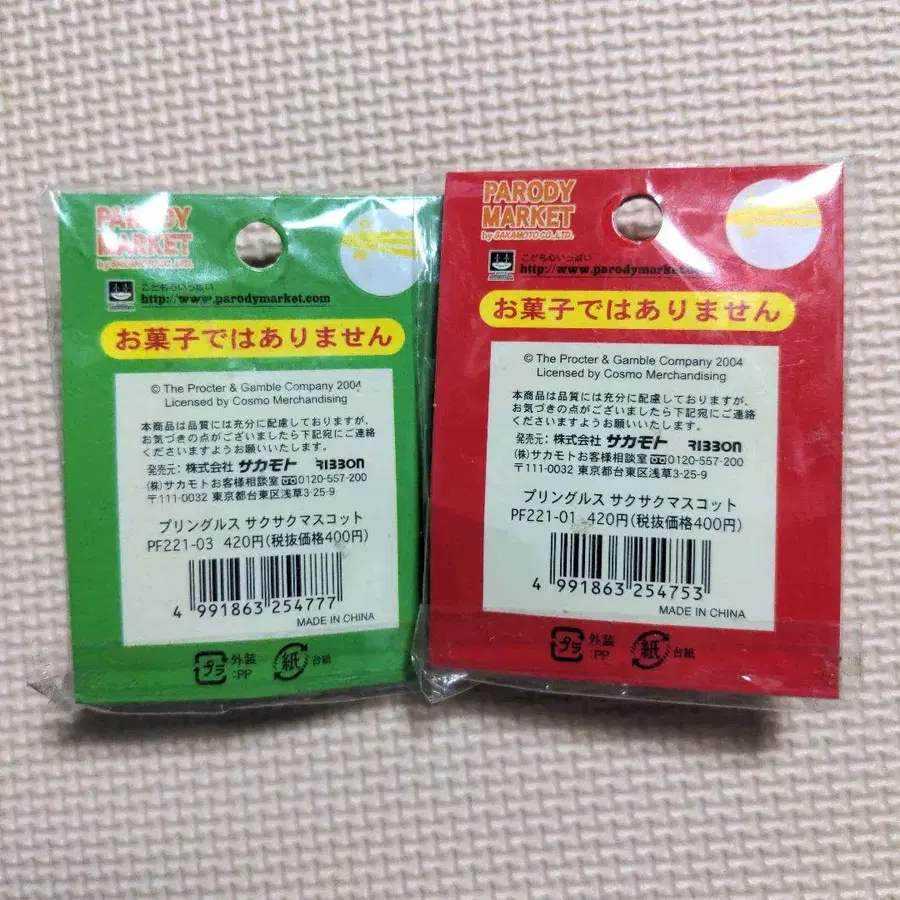 PARODY
MARKET
by SAKAMOTO CO.,LTD.
こども心いっぱい
http://www.parodymarket.com
お菓子ではありません
© The Procter & Gamble Company 2004
Licensed by Cosmo Merchandising
本商品は品質には充分に配慮しておりますが、
お気づきの点がございましたら下記宛にご連絡
くださいますようお願いいたします。
発売元：株式会社 サカモト RIBBON
(株)サカモトお客様相談室 0120-557-200
〒111-0032 東京都台東区浅草3-25-9
プリングルス サクサクマスコット
PF221-03 420円(税抜価格400円)
4 991863 254777
MADE IN CHINA
プラ 外装
:PP
紙 台紙
PARODY
MARKET
by SAKAMOTO CO.,LTD.
こども心いっぱい
http://www.parodymarket.com
お菓子ではありません
© The Procter & Gamble Company 2004
Licensed by Cosmo Merchandising
本商品は品質には充分に配慮しておりますが、
お気づきの点がございましたら下記宛にご連絡
くださいますようお願いいたします。
発売元：株式会社 サカモト RIBBON
(株)サカモトお客様相談室 0120-557-200
〒111-0032 東京都台東区浅草3-25-9
プリングルス サクサクマスコット
PF221-01 420円(税抜価格400円)
4 991863 254753
MADE IN CHINA
プラ 外装
:PP
紙 台紙